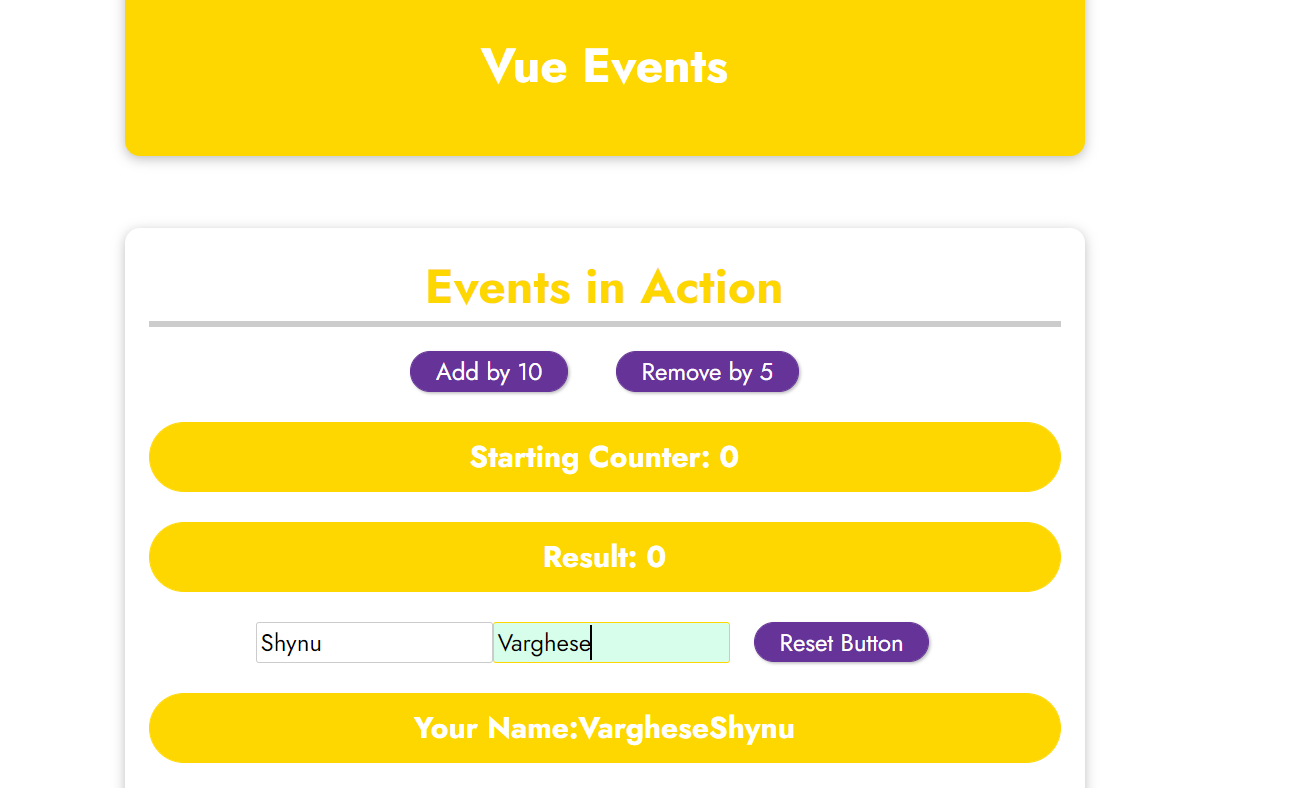 Vue Events
Events in Action
Add by 10 Remove by 5
Starting Counter: 0
Result: 0
Shynu Varghese Reset Button
Your Name:VargheseShynu